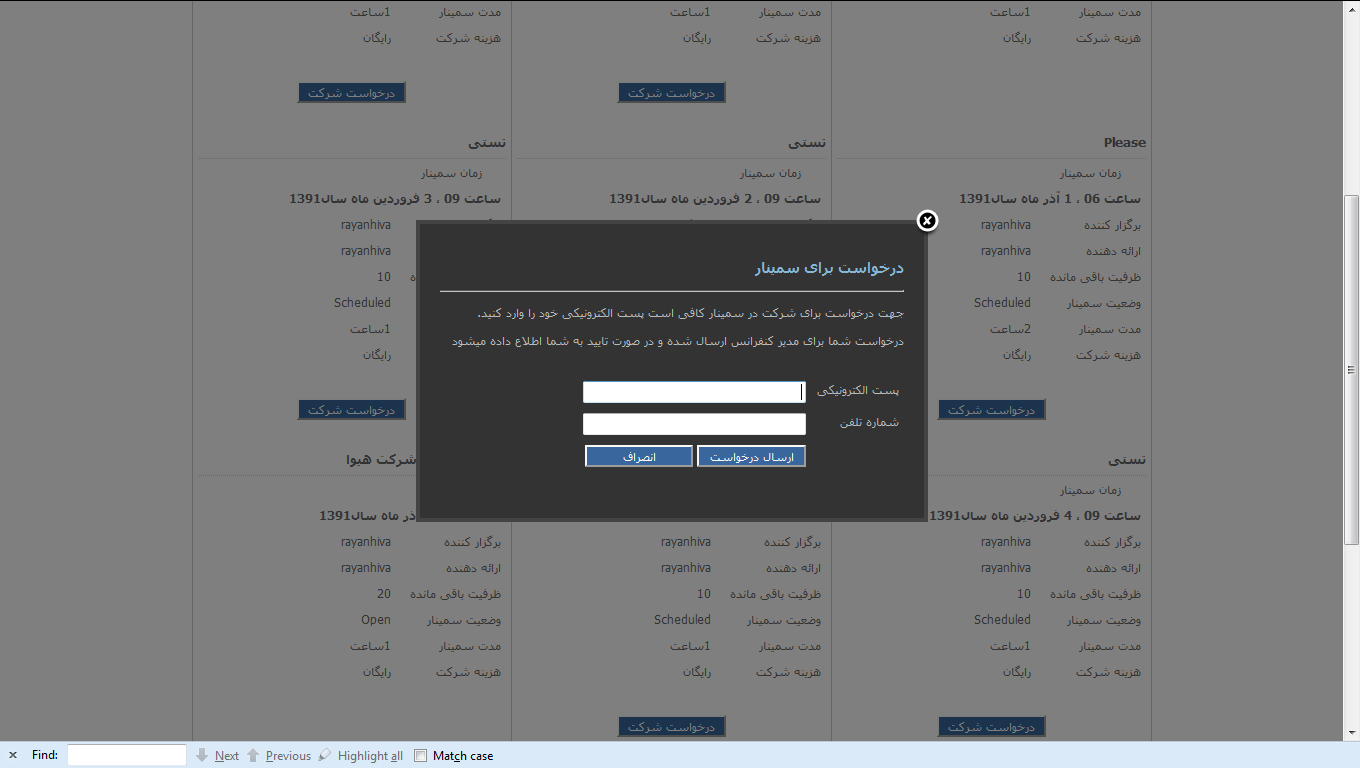 مدت سمینار 1ساعت مدت سمینار 1ساعت مدت سمینار 1ساعت
هزینه شرکت رایگان هزینه شرکت رایگان هزینه شرکت رایگان
درخواست شرکت درخواست شرکت
Please تستی تستی
زمان سمینار زمان سمینار زمان سمینار
ساعت 06 ، 1 آذر ماه سال1391 ساعت 09 ، 2 فروردین ماه سال1391 ساعت 09 ، 3 فروردین ماه سال1391
برگزار کننده rayanhiva rayanhiva
ارائه دهنده rayanhiva rayanhiva
ظرفیت باقی مانده 10 10
وضعیت سمینار Scheduled Scheduled
مدت سمینار 2ساعت 1ساعت
هزینه شرکت رایگان رایگان
درخواست شرکت درخواست شرکت
درخواست برای سمینار
جهت درخواست برای شرکت در سمینار کافی است پست الکترونیکی خود را وارد کنید.
درخواست شما برای مدیر کنفرانس ارسال شده و در صورت تایید به شما اطلاع داده میشود
پست الکترونیکی
شماره تلفن
ارسال درخواست انصراف
تستی شرکت هیوا
زمان سمینار
ساعت 09 ، 4 فروردین ماه سال1391 ذر ماه سال1391
برگزار کننده rayanhiva برگزار کننده rayanhiva برگزار کننده rayanhiva
ارائه دهنده rayanhiva ارائه دهنده rayanhiva ارائه دهنده rayanhiva
ظرفیت باقی مانده 10 ظرفیت باقی مانده 10 ظرفیت باقی مانده 20
وضعیت سمینار Scheduled وضعیت سمینار Scheduled وضعیت سمینار Open
مدت سمینار 1ساعت مدت سمینار 1ساعت مدت سمینار 1ساعت
هزینه شرکت رایگان هزینه شرکت رایگان هزینه شرکت رایگان
درخواست شرکت درخواست شرکت
Find: Next Previous Highlight all Match case